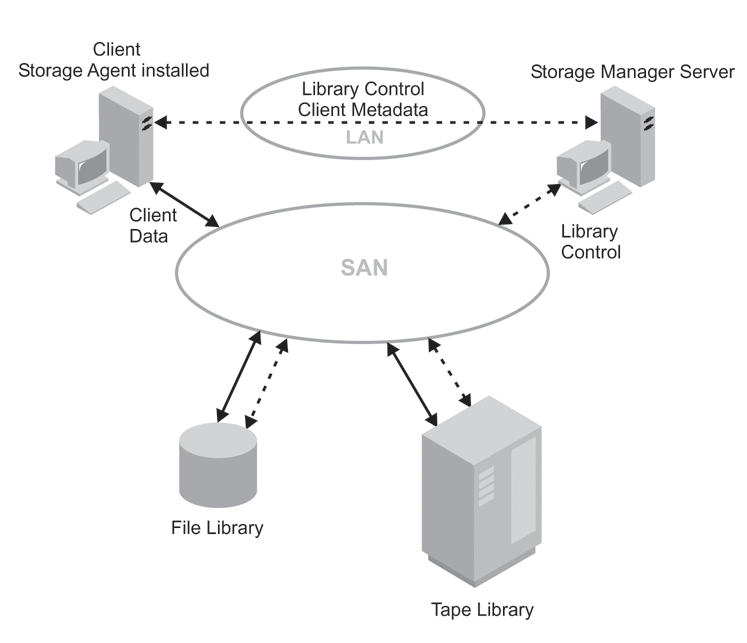 Client
Storage Agent installed
Library Control
Client Metadata
LAN
Storage Manager Server
Client
Data
Library
Control
SAN
File Library
Tape Library